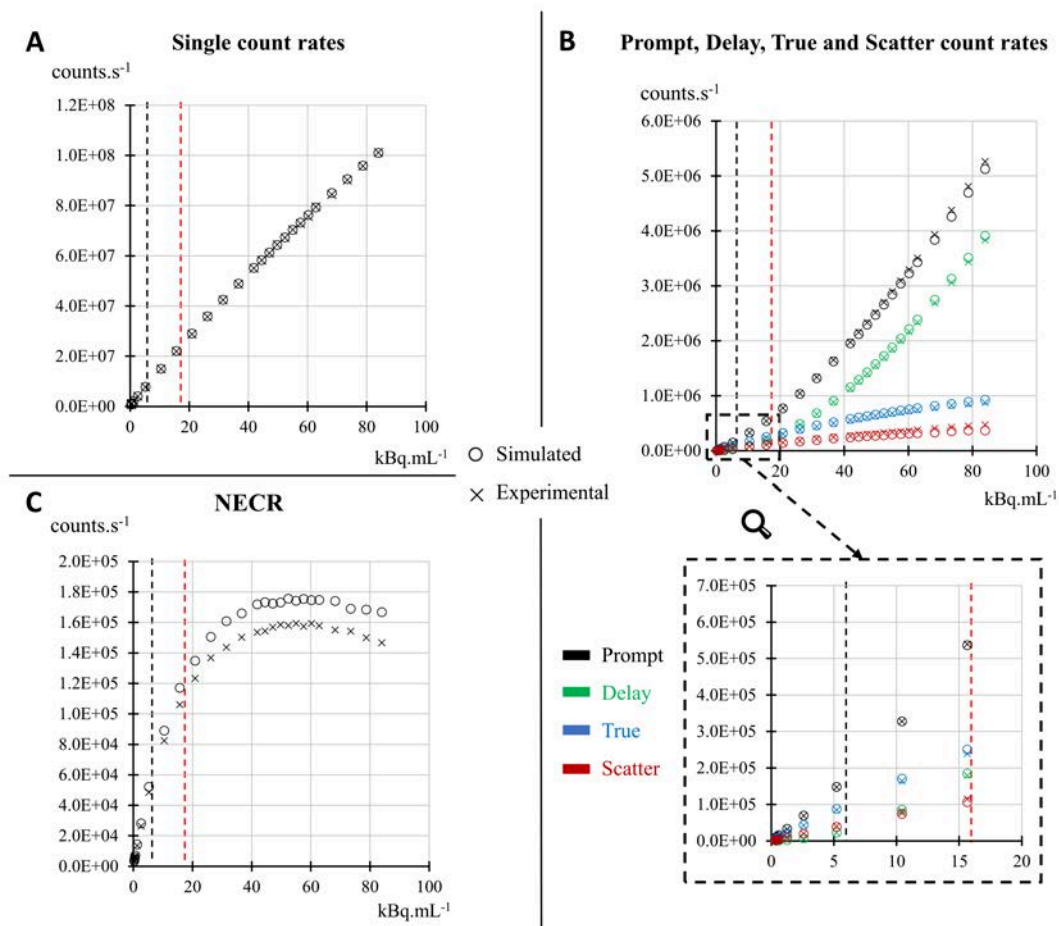 A
Single count rates
counts.s⁻¹
1.2E+08
1.0E+08
8.0E+07
6.0E+07
4.0E+07
2.0E+07
0.0E+00
0 20 40 60 80 100
kBq.mL⁻¹
Simulated
Experimental
B
Prompt, Delay, True and Scatter count rates
counts.s⁻¹
6.0E+06
5.0E+06
4.0E+06
3.0E+06
2.0E+06
1.0E+06
0.0E+00
0 20 40 60 80 100
kBq.mL⁻¹
C
NECR
counts.s⁻¹
2.0E+05
1.8E+05
1.6E+05
1.4E+05
1.2E+05
1.0E+05
8.0E+04
6.0E+04
4.0E+04
2.0E+04
0.0E+00
0 20 40 60 80 100
kBq.mL⁻¹
Prompt
Delay
True
Scatter
7.0E+05
6.0E+05
5.0E+05
4.0E+05
3.0E+05
2.0E+05
1.0E+05
0.0E+00
0 5 10 15 20